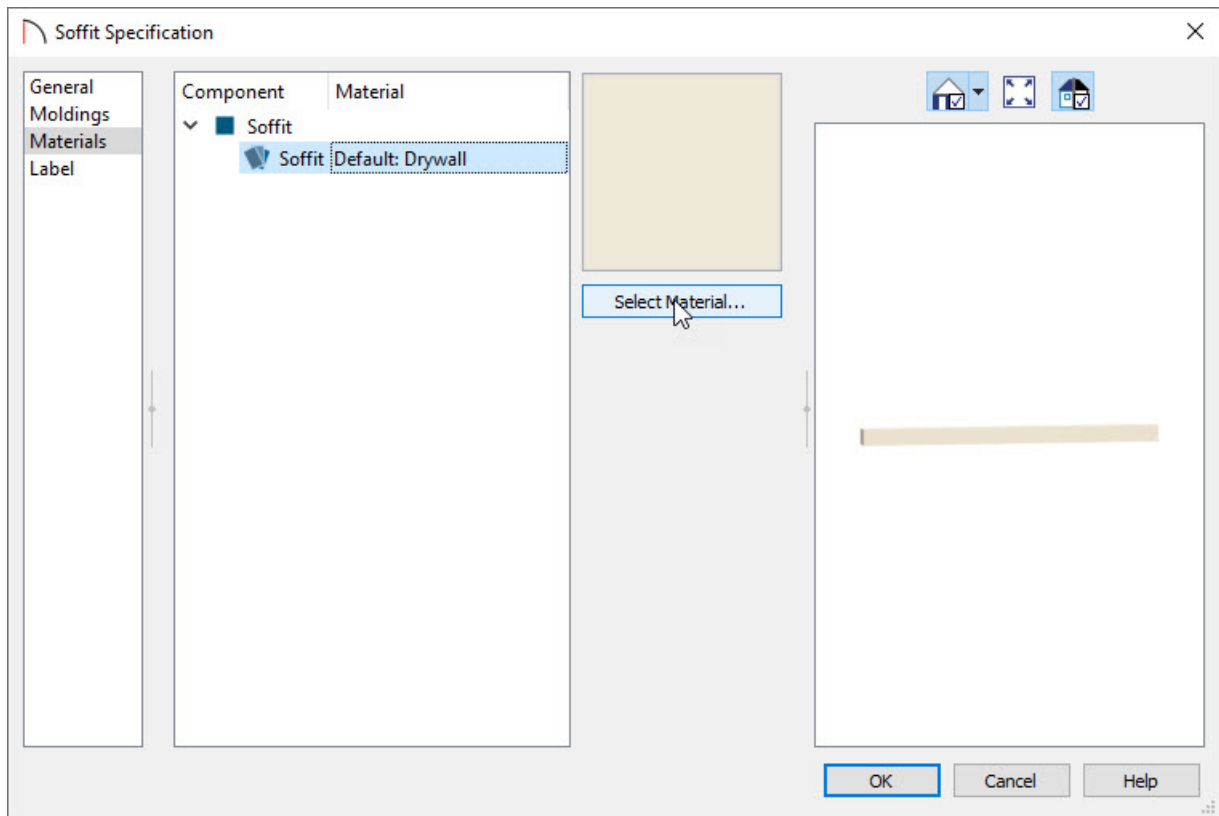 Soffit Specification
General
Moldings
Materials
Label
Component Material
Soffit
Soffit Default: Drywall
Select Material...
OK Cancel Help